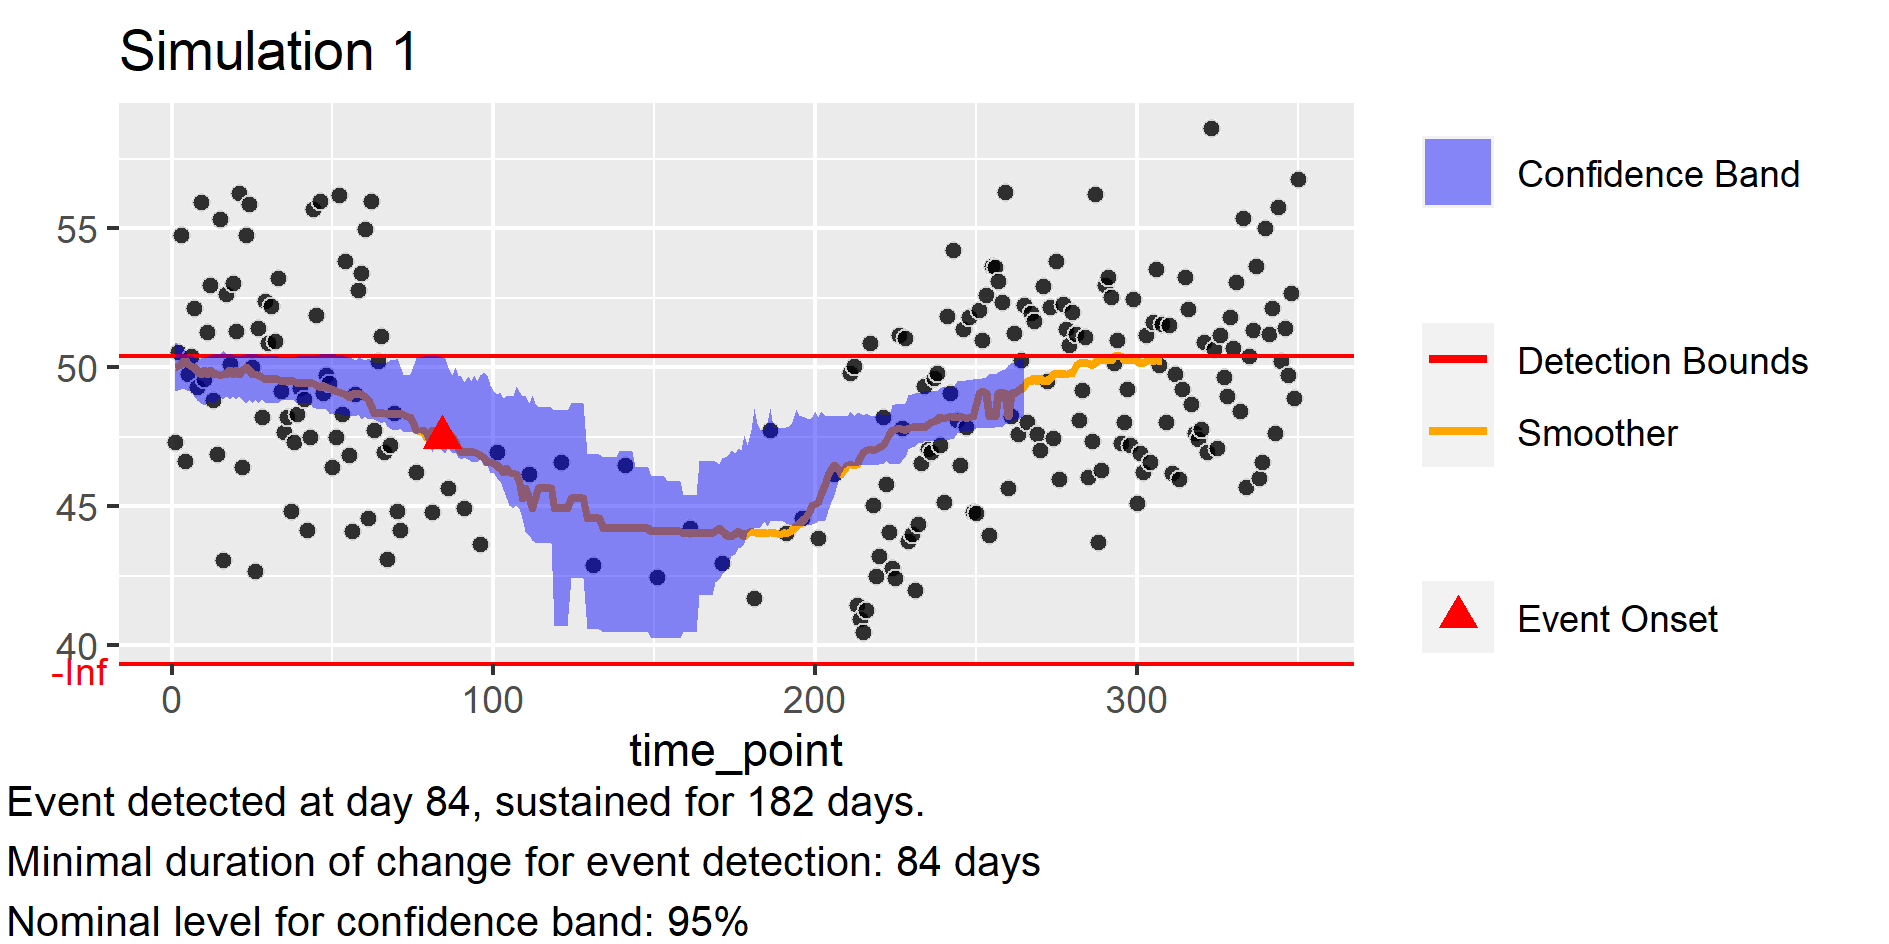 Simulation 1
55
50
45
40
-Inf
0 100 200 300
time_point
Confidence Band
Detection Bounds
Smoother
Event Onset
Event detected at day 84, sustained for 182 days.
Minimal duration of change for event detection: 84 days
Nominal level for confidence band: 95%